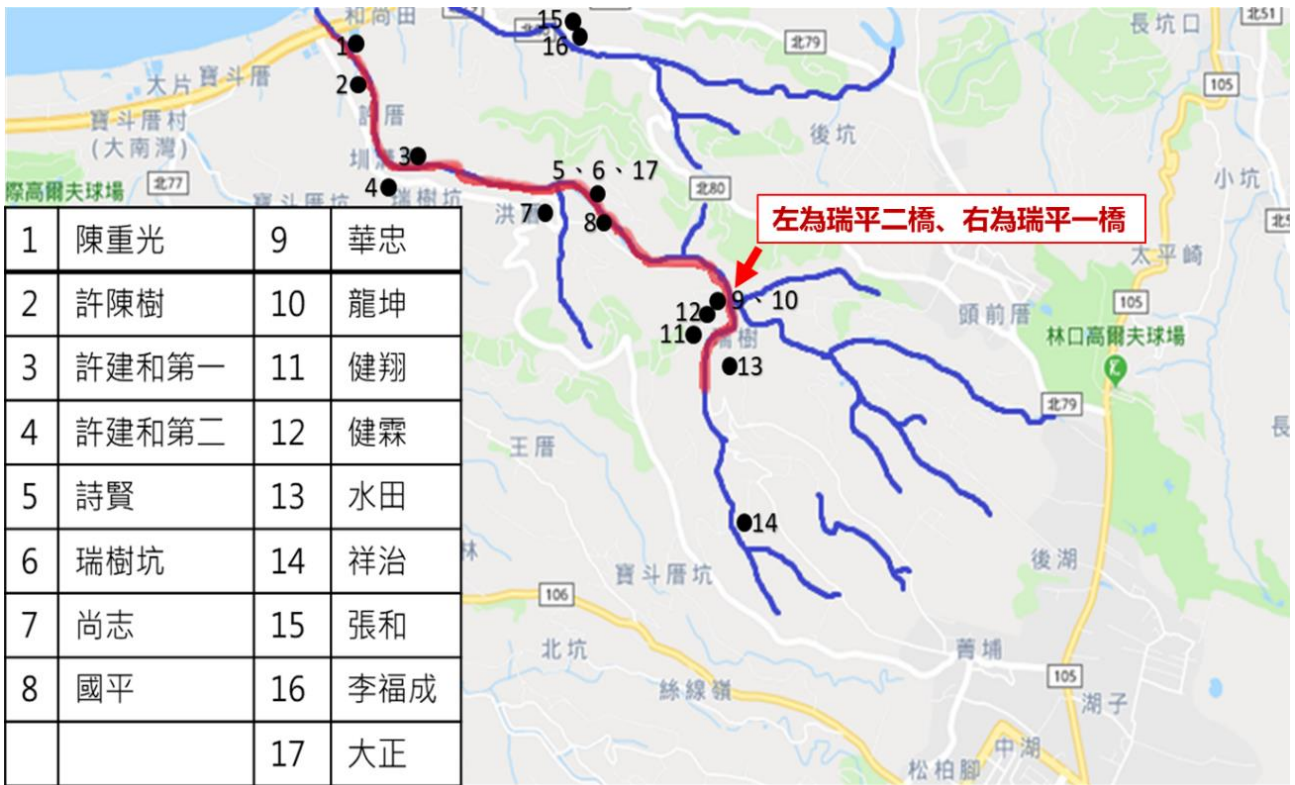 和尚田
15
16
北79
長坑口
北51
1
2
大片
寶斗厝
105
寶斗厝村
(大南灣)
許厝
後坑
小坑
3
4
5、6、17
北80
際高爾夫球場
北77
寶斗厝坑
瑞樹坑
7
8
左為瑞平二橋、右為瑞平一橋
太平崎
9、10
12
11
瑞樹
13
105
頭前厝
林口高爾夫球場
北79
王厝
14
後湖
寶斗厝坑
106
北坑
菁埔
105
絲線嶺
湖子
中湖
松柏腳
1 陳重光 9 華忠
2 許陳樹 10 龍坤
3 許建和第一 11 健翔
4 許建和第二 12 健霖
5 詩賢 13 水田
6 瑞樹坑 14 祥治
7 尚志 15 張和
8 國平 16 李福成
17 大正